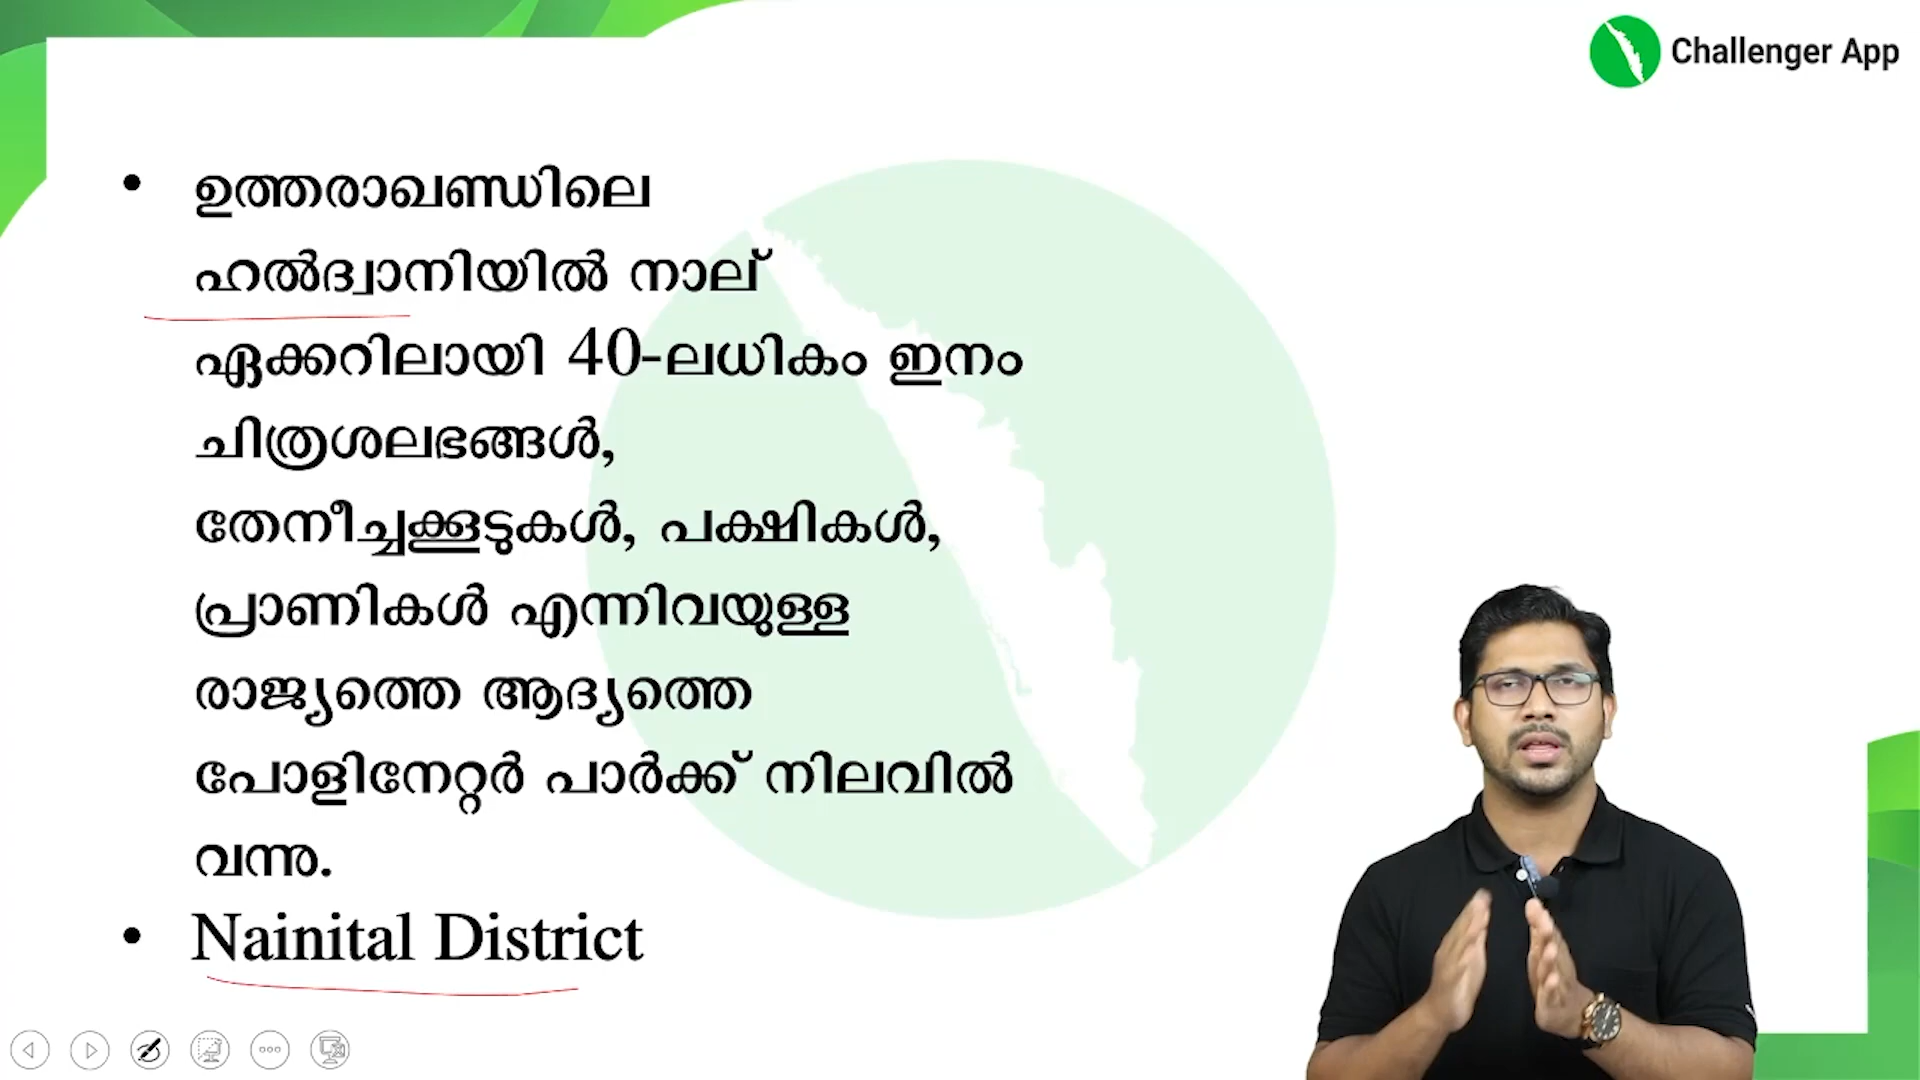 Challenger App
• ഉത്തരാഖണ്ഡിലെ
ഹൽദ്വാനിയിൽ നാല്
ഏക്കറിലായി 40-ലധികം ഇനം
ചിത്രശലഭങ്ങൾ,
തേനീച്ചക്കൂടുകൾ, പക്ഷികൾ,
പ്രാണികൾ എന്നിവയുള്ള
രാജ്യത്തെ ആദ്യത്തെ
പോളിനേറ്റർ പാർക്ക് നിലവിൽ
വന്നു.
• Nainital District